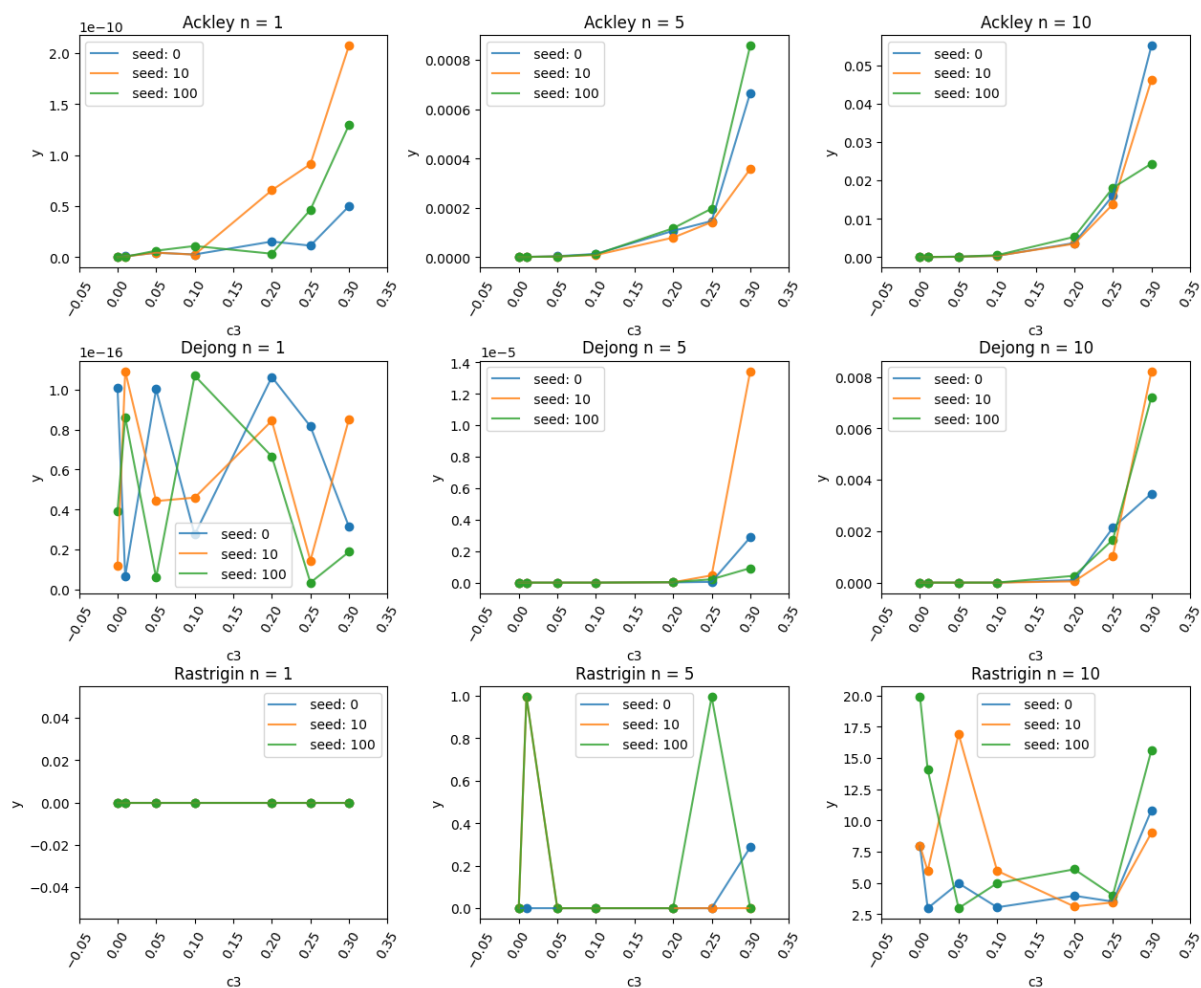 Ackley n = 1
1e−10
seed: 0
seed: 10
seed: 100
2.0
1.5
1.0
0.5
0.0
y
−0.05
0.00
0.05
0.10
0.15
0.20
0.25
0.30
0.35
c3
Ackley n = 5
seed: 0
seed: 10
seed: 100
0.0008
0.0006
0.0004
0.0002
0.0000
y
−0.05
0.00
0.05
0.10
0.15
0.20
0.25
0.30
0.35
c3
Ackley n = 10
seed: 0
seed: 10
seed: 100
0.05
0.04
0.03
0.02
0.01
0.00
y
−0.05
0.00
0.05
0.10
0.15
0.20
0.25
0.30
0.35
c3
Dejong n = 1
1e−16
1.0
0.8
0.6
0.4
0.2
0.0
y
seed: 0
seed: 10
seed: 100
−0.05
0.00
0.05
0.10
0.15
0.20
0.25
0.30
0.35
c3
Dejong n = 5
1e−5
seed: 0
seed: 10
seed: 100
1.4
1.2
1.0
0.8
0.6
0.4
0.2
0.0
y
−0.05
0.00
0.05
0.10
0.15
0.20
0.25
0.30
0.35
c3
Dejong n = 10
seed: 0
seed: 10
seed: 100
0.008
0.006
0.004
0.002
0.000
y
−0.05
0.00
0.05
0.10
0.15
0.20
0.25
0.30
0.35
c3
Rastrigin n = 1
seed: 0
seed: 10
seed: 100
0.04
0.02
0.00
−0.02
−0.04
y
−0.05
0.00
0.05
0.10
0.15
0.20
0.25
0.30
0.35
c3
Rastrigin n = 5
seed: 0
seed: 10
seed: 100
1.0
0.8
0.6
0.4
0.2
0.0
y
−0.05
0.00
0.05
0.10
0.15
0.20
0.25
0.30
0.35
c3
Rastrigin n = 10
seed: 0
seed: 10
seed: 100
20.0
17.5
15.0
12.5
10.0
7.5
5.0
2.5
y
−0.05
0.00
0.05
0.10
0.15
0.20
0.25
0.30
0.35
c3